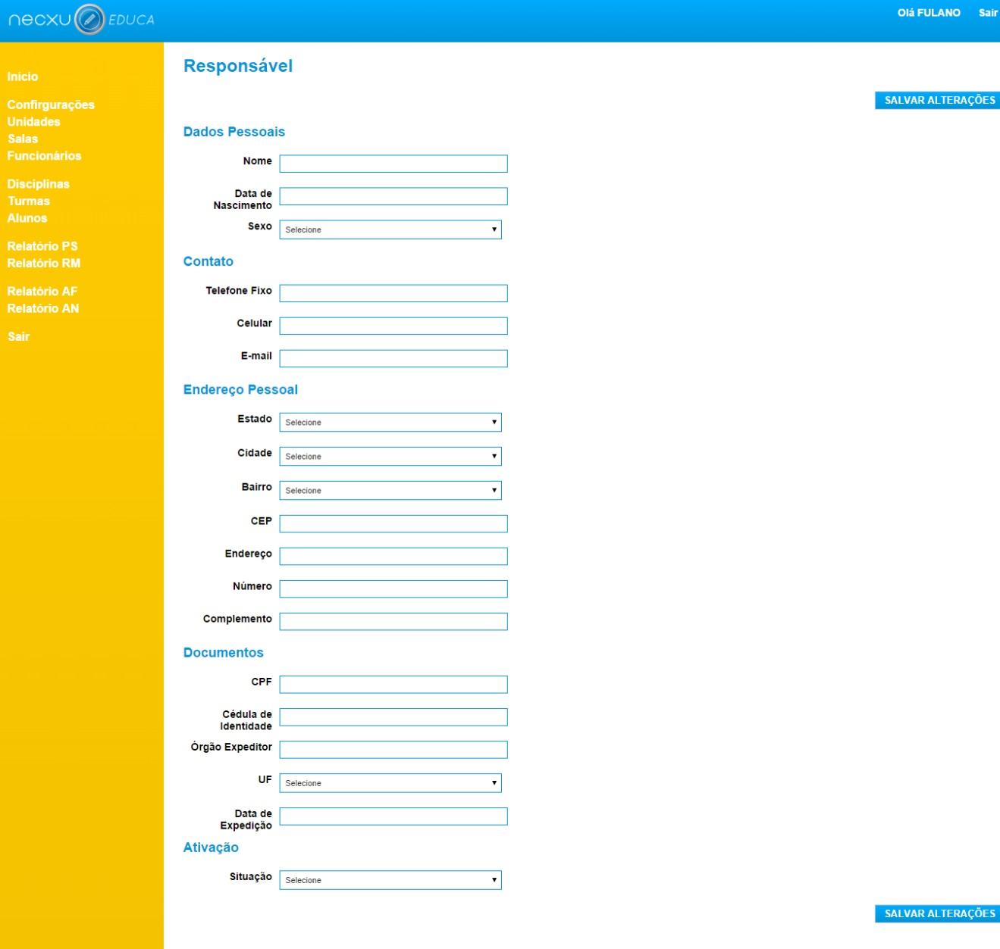 necxu EDUCA
Olá FULANO Sair
Início
Confirgurações
Unidades
Salas
Funcionários
Disciplinas
Turmas
Alunos
Relatório PS
Relatório RM
Relatório AF
Relatório AN
Sair
Responsável
SALVAR ALTERAÇÕES
Dados Pessoais
Nome
Data de
Nascimento
Sexo Selecione
Contato
Telefone Fixo
Celular
E-mail
Endereço Pessoal
Estado Selecione
Cidade Selecione
Bairro Selecione
CEP
Endereço
Número
Complemento
Documentos
CPF
Cédula de
Identidade
Órgão Expeditor
UF Selecione
Data de
Expedição
Ativação
Situação Selecione
SALVAR ALTERAÇÕES